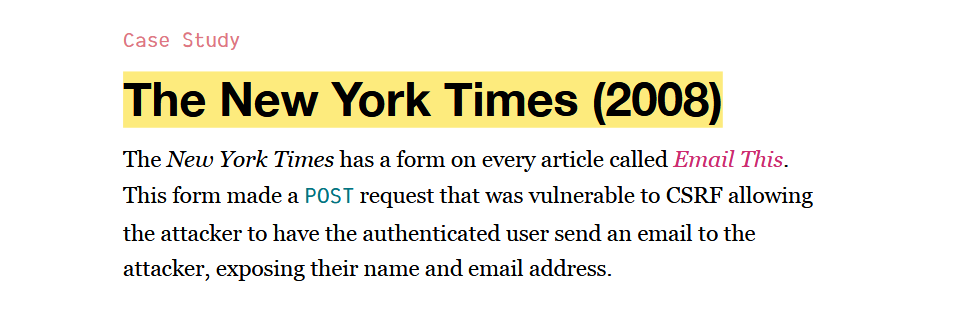 Case Study
The New York Times (2008)
The New York Times has a form on every article called Email This.
This form made a POST request that was vulnerable to CSRF allowing
the attacker to have the authenticated user send an email to the
attacker, exposing their name and email address.